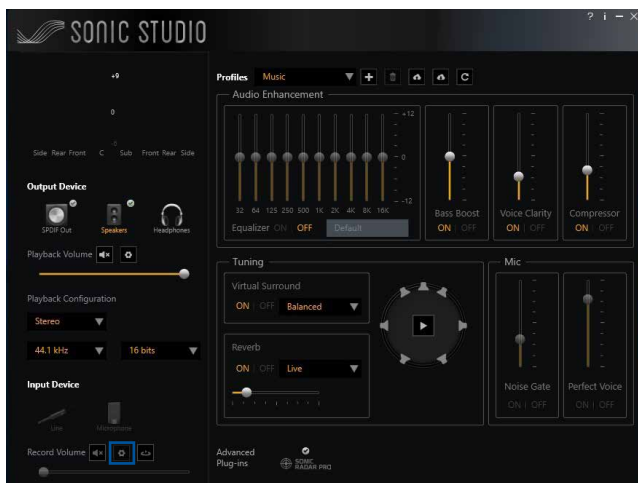 SONIC STUDIO
? i – ×
+9
0
-9
Side Rear Front C Sub Front Rear Side
Output Device
SPDIF Out Speakers Headphones
Playback Volume
Playback Configuration
Stereo
44.1 kHz 16 bits
Input Device
Line Microphone
Record Volume
Profiles Music
Audio Enhancement
+12
0
-12
32 64 125 250 500 1K 2K 4K 8K 16K
Equalizer ON OFF Default
Bass Boost
ON | OFF
Voice Clarity
ON | OFF
Compressor
ON | OFF
Tuning
Virtual Surround
ON | OFF Balanced
Reverb
ON | OFF Live
Mic
Noise Gate
ON | OFF
Perfect Voice
ON | OFF
Advanced
Plug-ins
SONIC
RADAR PRO